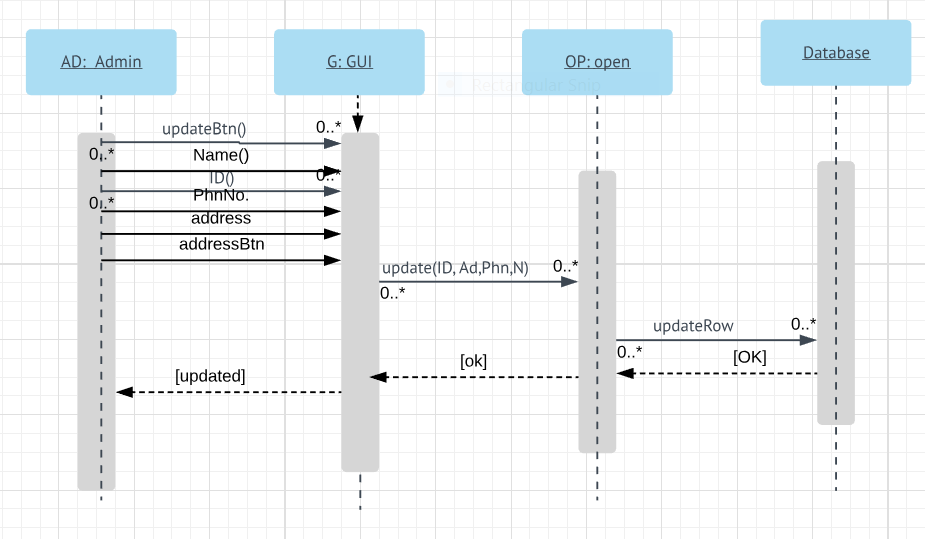 AD:  Admin
G: GUI
OP: open
Database
Rectangular Snip
updateBtn()
0..*
0..*
Name()
0..*
ID()
PhnNo.
0..*
address
addressBtn
update(ID, Ad,Phn,N)
0..*
0..*
updateRow
0..*
0..*
[OK]
[ok]
[updated]